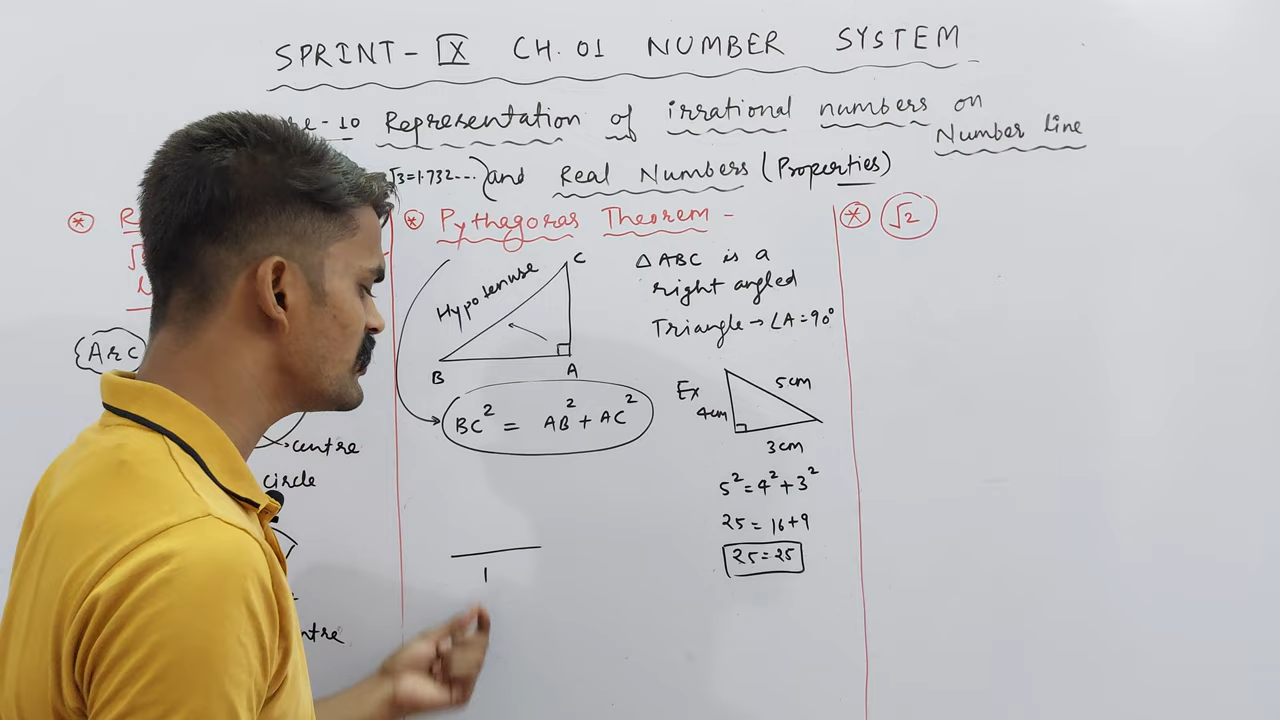 SPRINT- IX CH.01 NUMBER SYSTEM
-10 Representation of irrational numbers on
Number line
√3=1.732...) and Real Numbers (Properties)
* Pythagoras Theorem -
Hypotenuse
C
B
A
BC² = AB² + AC²
1
△ABC is a
right angled
Triangle → ∠A=90°
Ex
4cm
5cm
3cm
5²=4²+3²
25=16+9
25=25
* √2
Arc
centre
circle